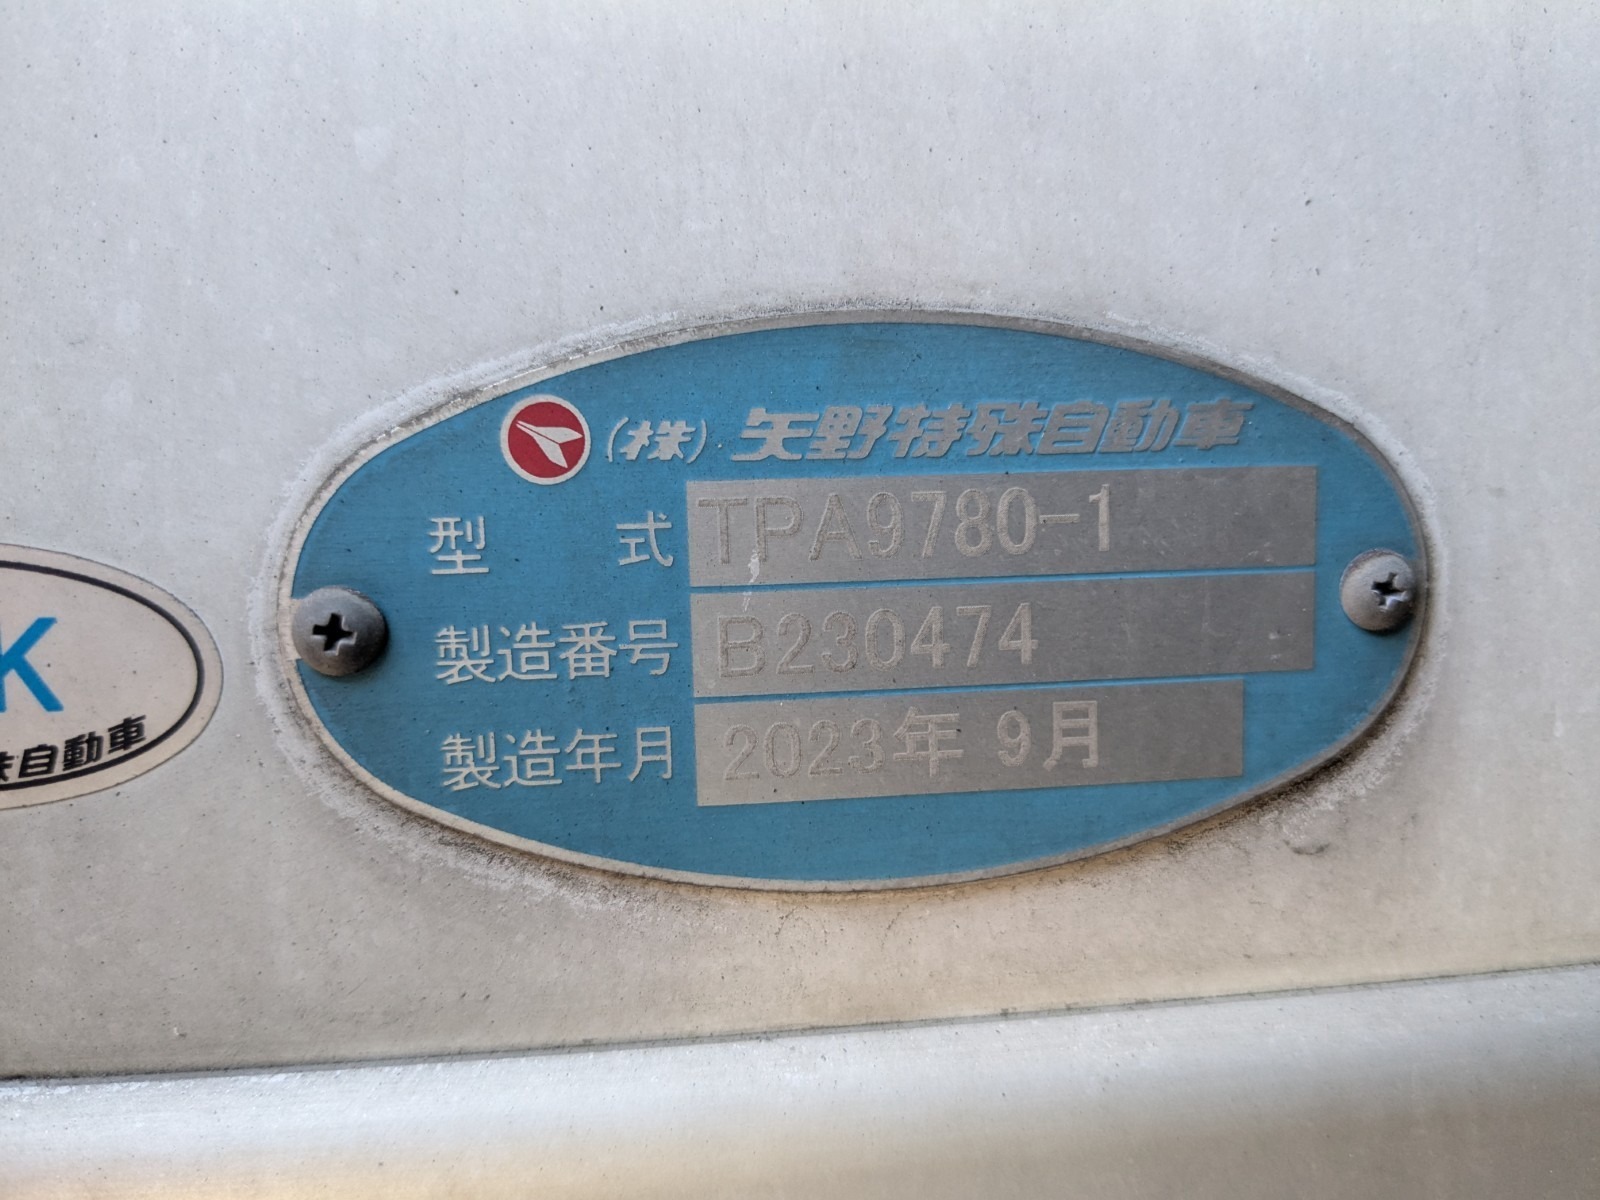 (株)矢野特殊自動車
型 式 TPA9780-1
製造番号 B230474
製造年月 2023年 9月
K
自動車